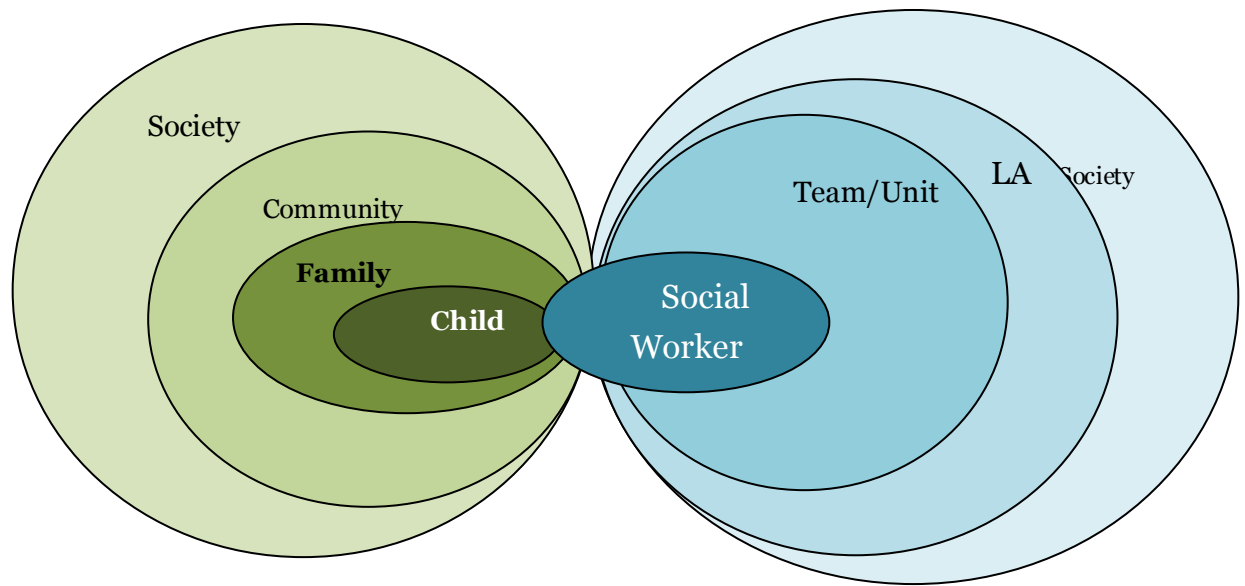 Society
Community
Family
Child
Social
Worker
Team/Unit
LA
Society